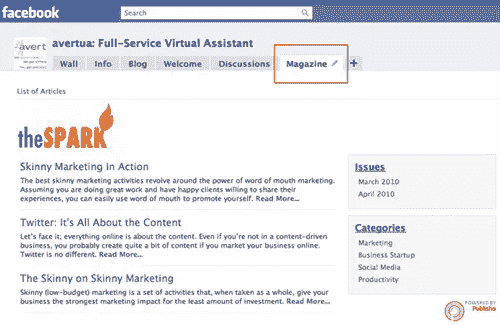 facebook
Search
avertua: Full-Service Virtual Assistant
Wall Info Blog Welcome Discussions Magazine +
List of Articles
theSPARK
Skinny Marketing In Action
The best skinny marketing activities revolve around the power of word of mouth marketing.
Assuming you are doing great work and have happy clients willing to share their
experiences, you can easily use word of mouth to promote yourself. Read More...
Twitter: It's All About the Content
Let's face it; everything online is about the content. Even if you're not in a content-driven
business, you probably create quite a bit of content if you market your business online.
Twitter is no different. Read More...
The Skinny on Skinny Marketing
Skinny (low-budget) marketing is a set of activities that, when taken as a whole, give your
business the strongest marketing impact for the least amount of investment. Read More...
Issues
March 2010
April 2010
Categories
Marketing
Business Startup
Social Media
Productivity
POWERED BY
Publisha